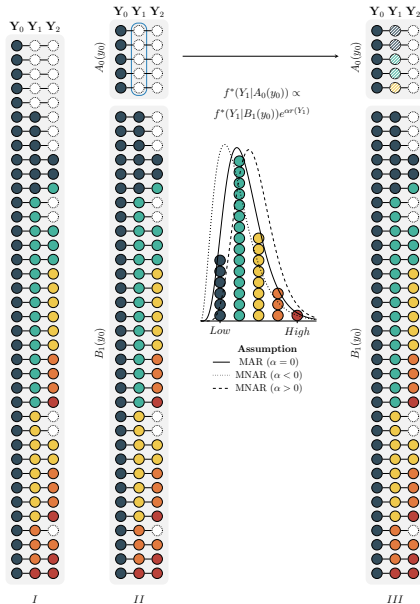 Y₀ Y₁ Y₂
Y₀ Y₁ Y₂
Y₀ Y₁ Y₂
A₀(y₀)
A₀(y₀)
f*(Y₁|A₀(y₀)) ∝
f*(Y₁|B₁(y₀))e^{αr(Y₁)}
Low High
B₁(y₀)
B₁(y₀)
Assumption
MAR (α = 0)
MNAR (α < 0)
MNAR (α > 0)
I II III